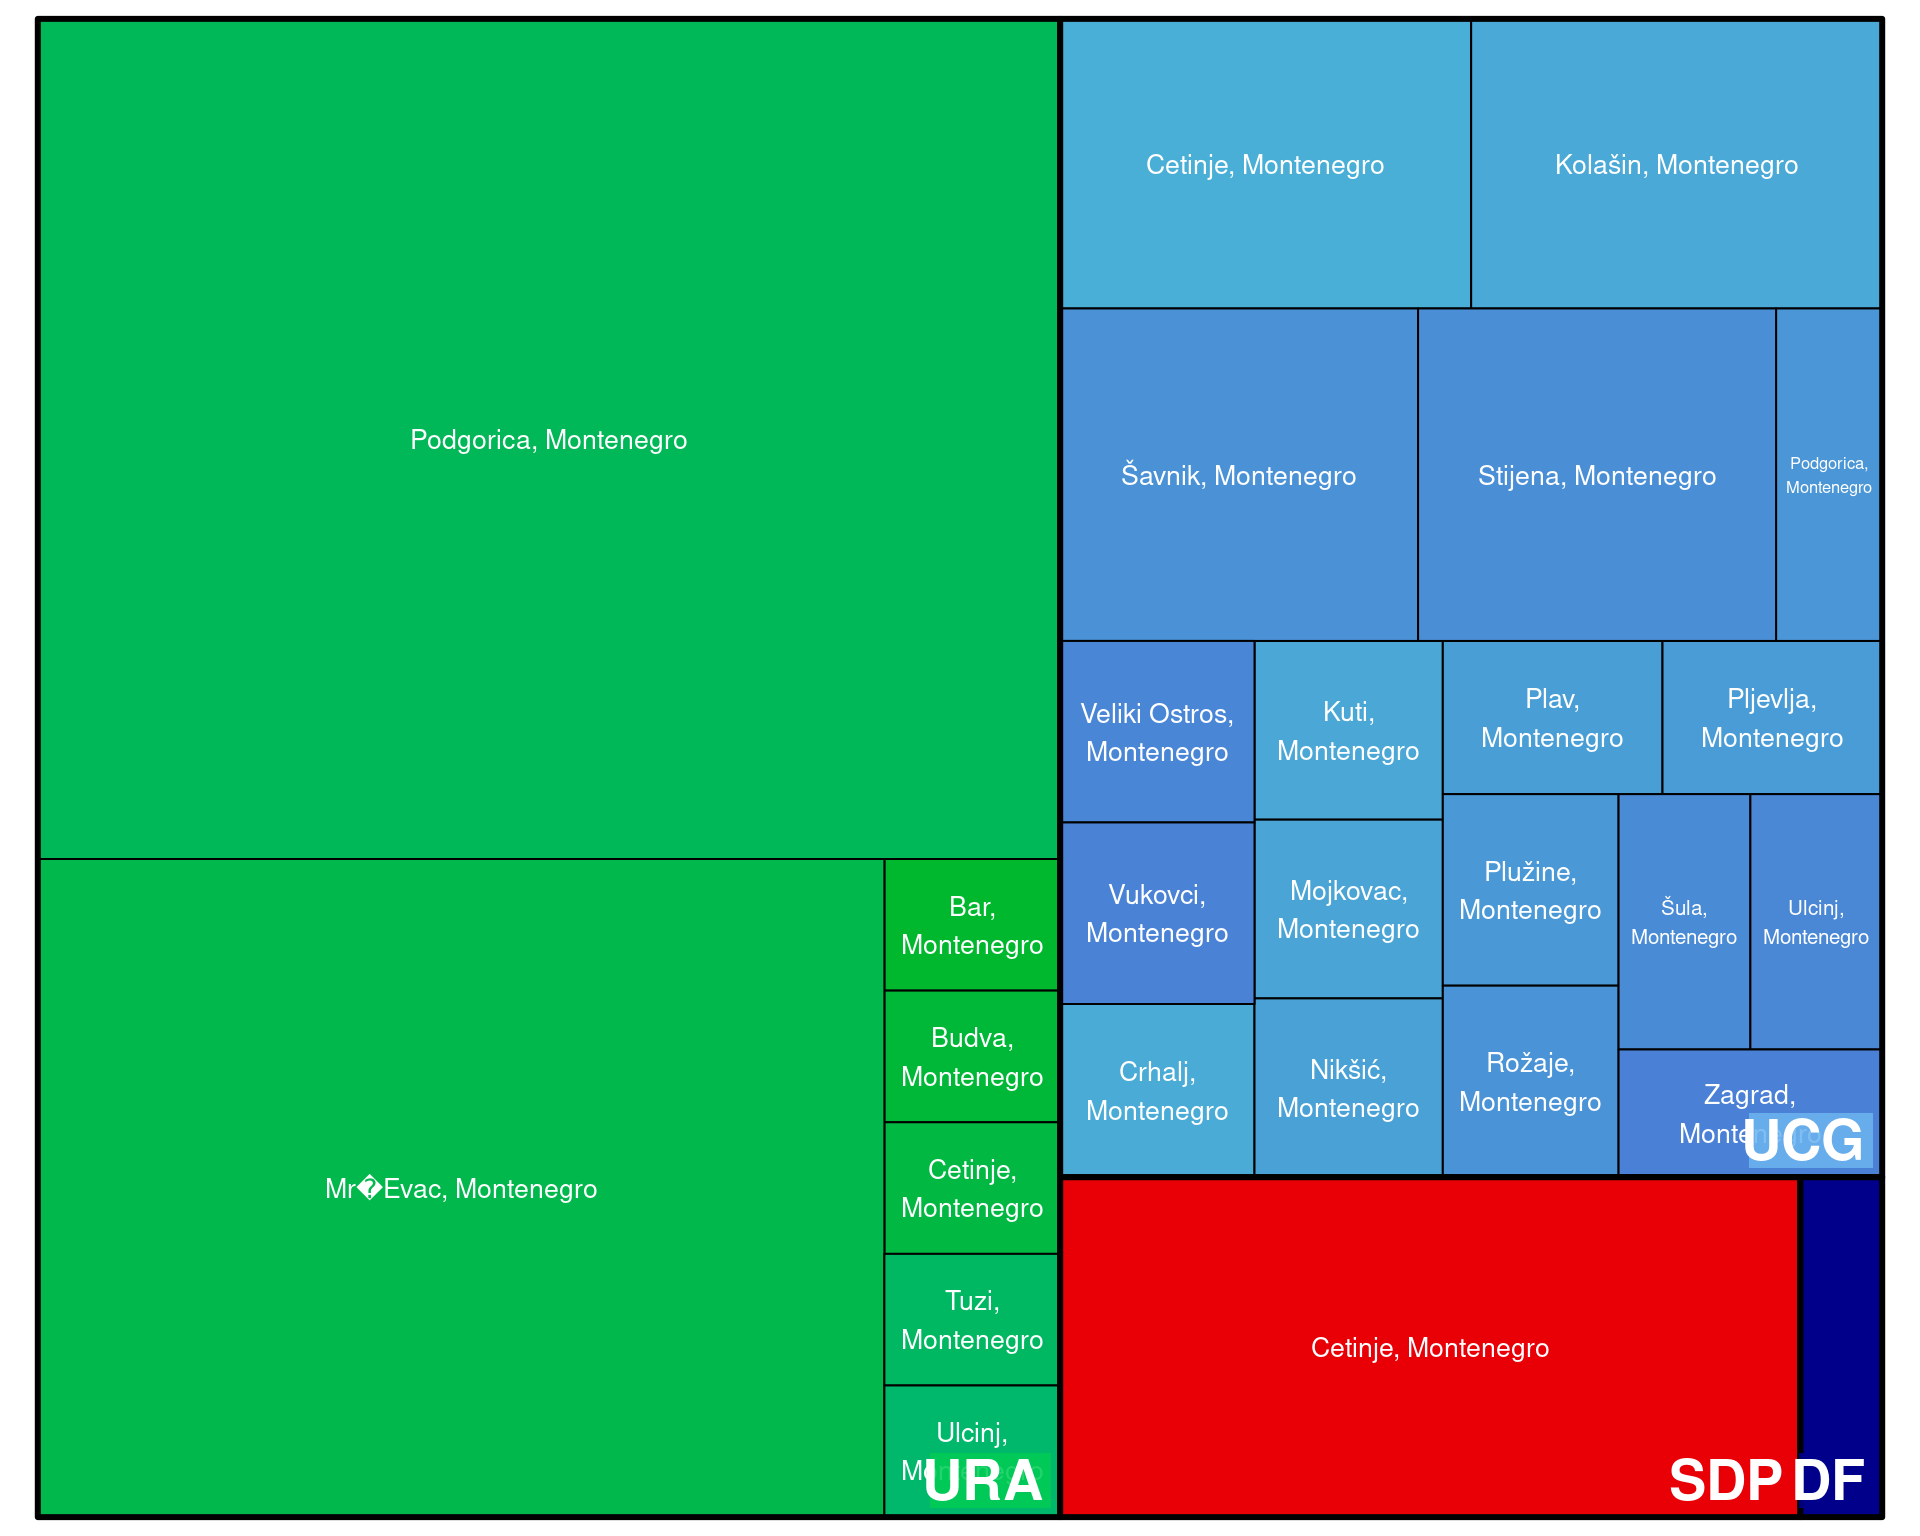 Podgorica, Montenegro
Mr�Evac, Montenegro
Bar,
Montenegro
Budva,
Montenegro
Cetinje,
Montenegro
Tuzi,
Montenegro
Ulcinj,
Montenegro
URA
Cetinje, Montenegro
Kolašin, Montenegro
Šavnik, Montenegro
Stijena, Montenegro
Podgorica,
Montenegro
Veliki Ostros,
Montenegro
Vukovci,
Montenegro
Crhalj,
Montenegro
Kuti,
Montenegro
Mojkovac,
Montenegro
Nikšić,
Montenegro
Plav,
Montenegro
Pljevlja,
Montenegro
Plužine,
Montenegro
Rožaje,
Montenegro
Šula,
Montenegro
Ulcinj,
Montenegro
Zagrad,
Montenegro
UCG
Cetinje, Montenegro
SDP
DF